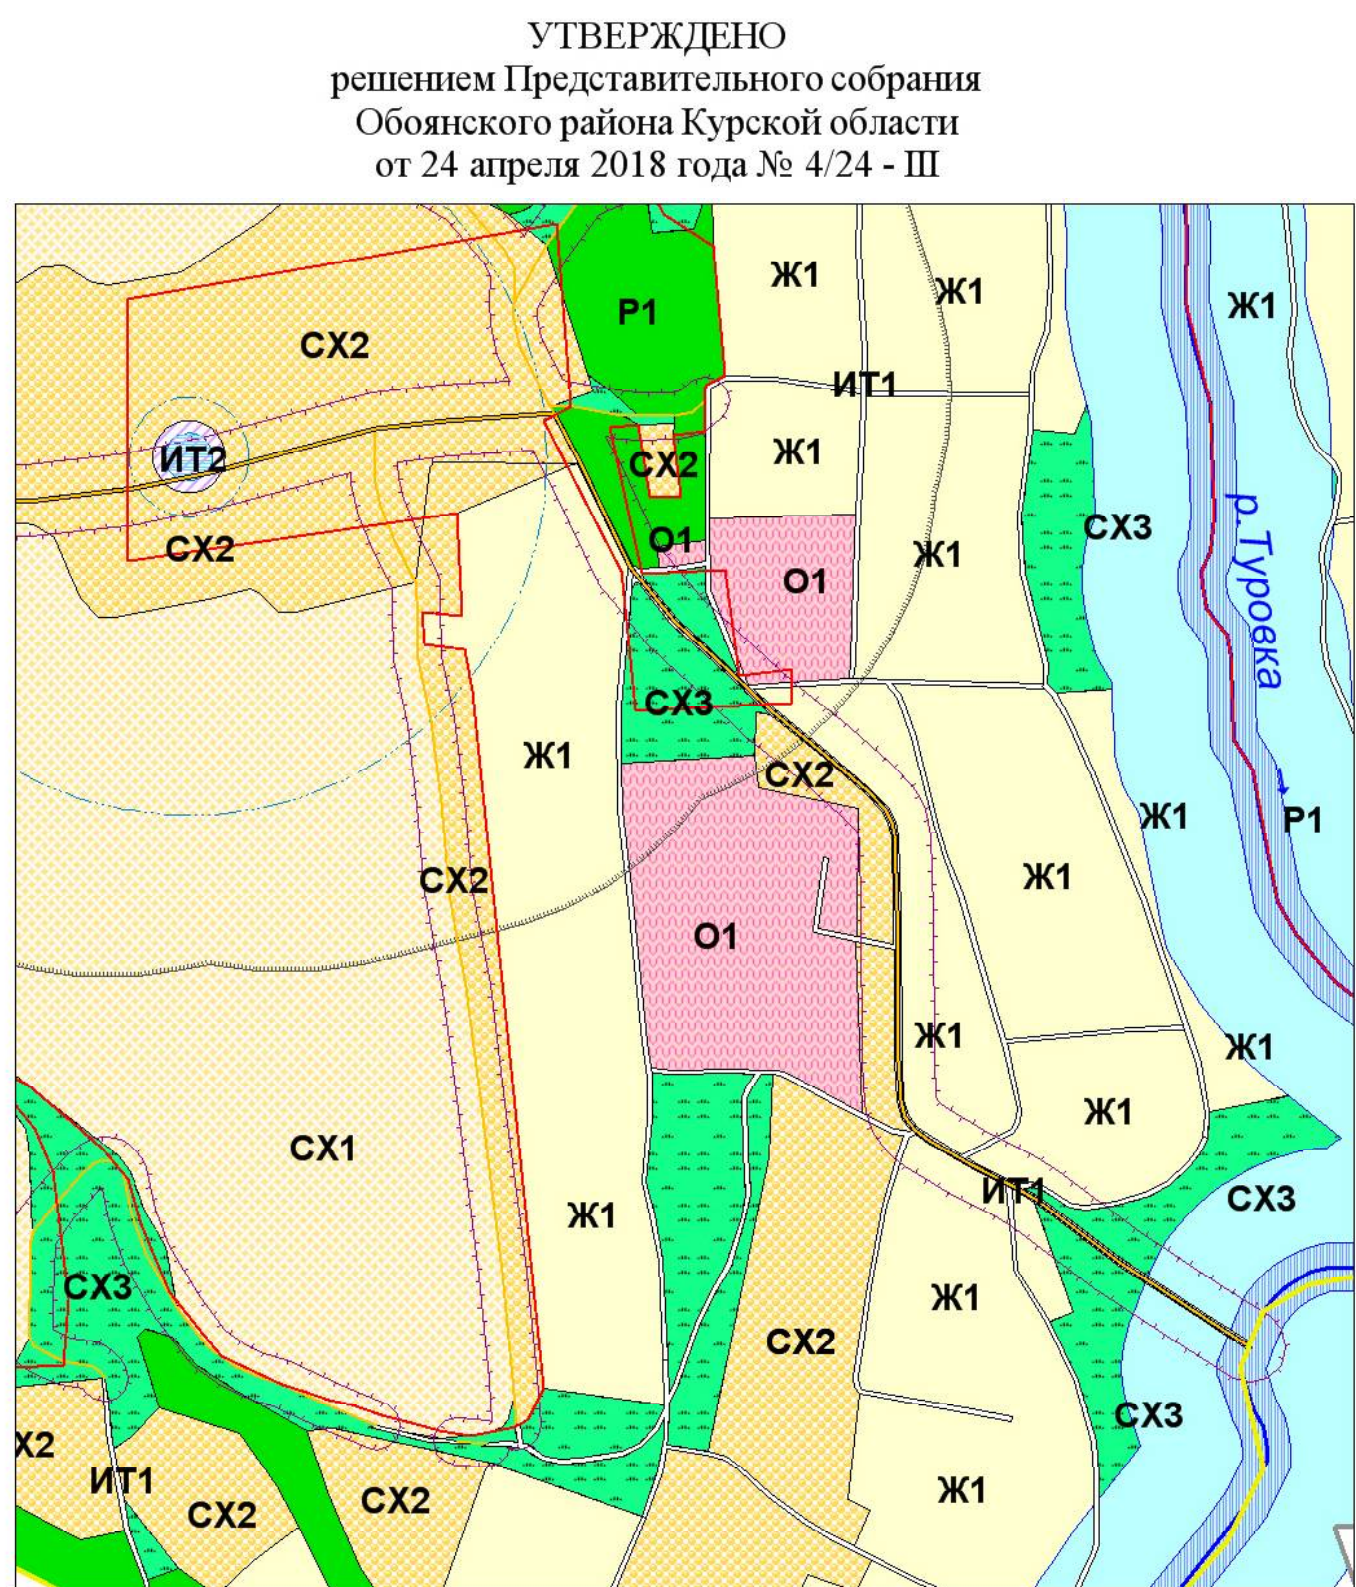 УТВЕРЖДЕНО
решением Представительного собрания
Обоянского района Курской области
от 24 апреля 2018 года № 4/24 - III
Ж1
Ж1
Ж1
Р1
СХ2
ИТ1
Ж1
СХ2
ИТ2
р.Туровка
СХ3
О1
СХ2
Ж1
О1
СХ3
Ж1
СХ2
Ж1
Р1
СХ2
Ж1
О1
Ж1
Ж1
Ж1
СХ1
ИТ1
СХ3
Ж1
СХ3
Ж1
СХ2
СХ3
Х2
ИТ1
Ж1
СХ2
СХ2